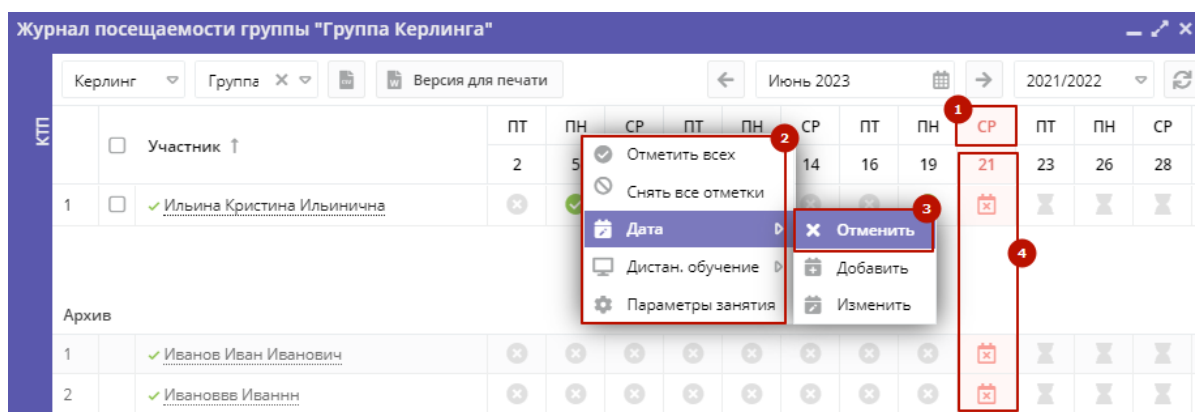 Журнал посещаемости группы "Группа Керлинга"
Керлинг Группа Версия для печати Июнь 2023 2021/2022
КТП
Участник ↑
ПТ ПН СР ПТ ПН СР ПТ ПН СР ПТ ПН СР
2 5 14 16 19 21 23 26 28
1 Ильина Кристина Ильинична
Архив
1 Иванов Иван Иванович
2 Ивановвв Иваннн
Отметить всех
Снять все отметки
Дата
Дистан. обучение
Параметры занятия
Отменить
Добавить
Изменить
1
2
3
4